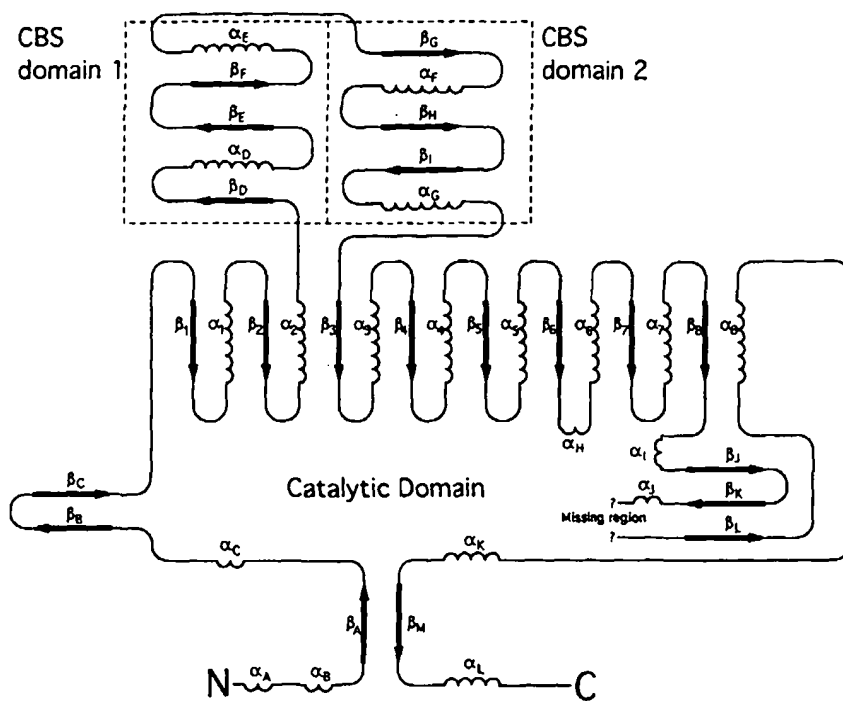 CBS domain 1
αE
βF
βE
αD
βD
βG
αF
βH
βI
αG
CBS domain 2
β1 α1 β2 α2 β3 α3 β4 α4 β5 α5 β6 α6 β7 α7 β8 α8
αH
αI
βJ
βK
αJ
?
Missing region
?
βL
Catalytic Domain
βC
βB
αC
αK
βA
βM
N
αA
αB
αL
C